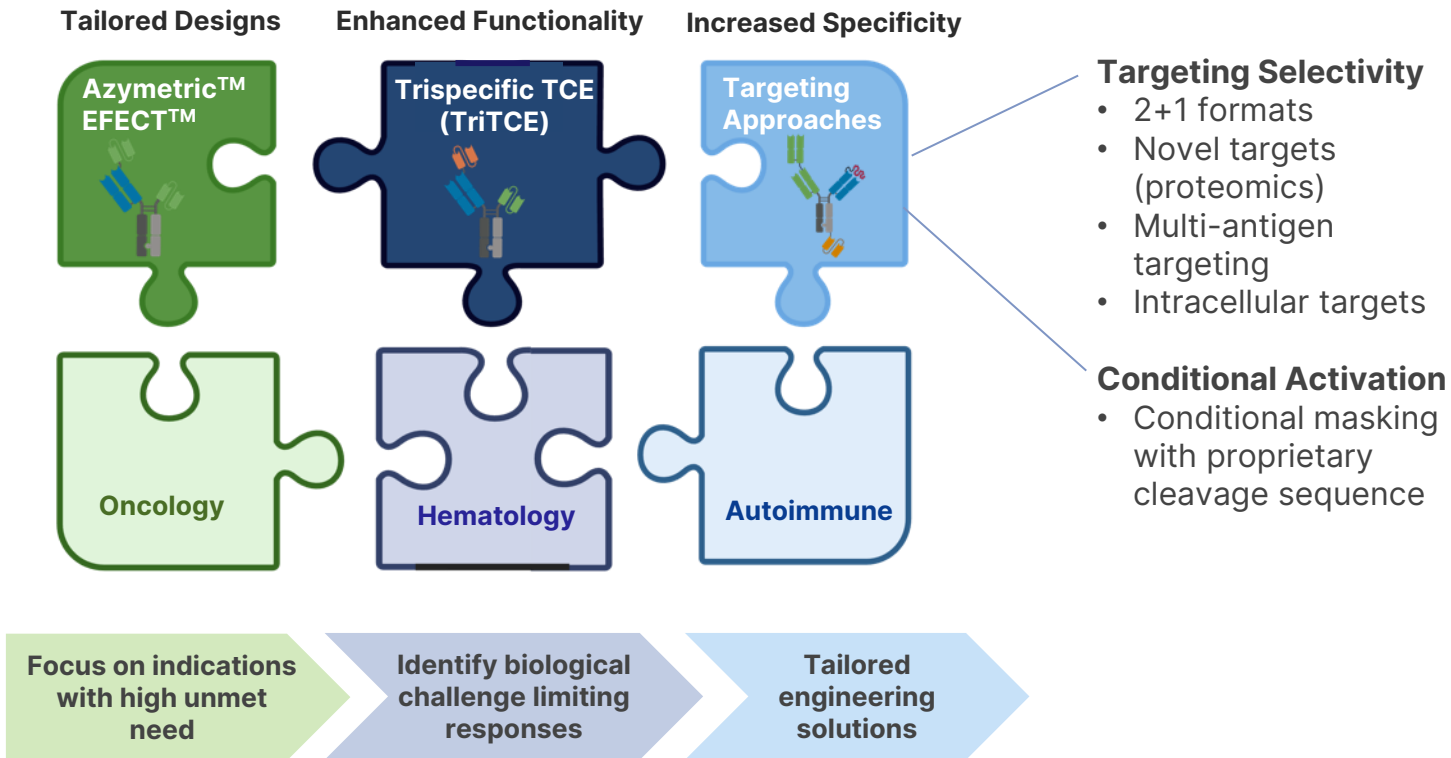 Tailored Designs
Enhanced Functionality
Increased Specificity
Azymetric™
EFECT™
Trispecific TCE
(TriTCE)
Targeting
Approaches
Targeting Selectivity
• 2+1 formats
• Novel targets
(proteomics)
• Multi-antigen
targeting
• Intracellular targets
Conditional Activation
• Conditional masking
with proprietary
cleavage sequence
Oncology
Hematology
Autoimmune
Focus on indications
with high unmet
need
Identify biological
challenge limiting
responses
Tailored
engineering
solutions